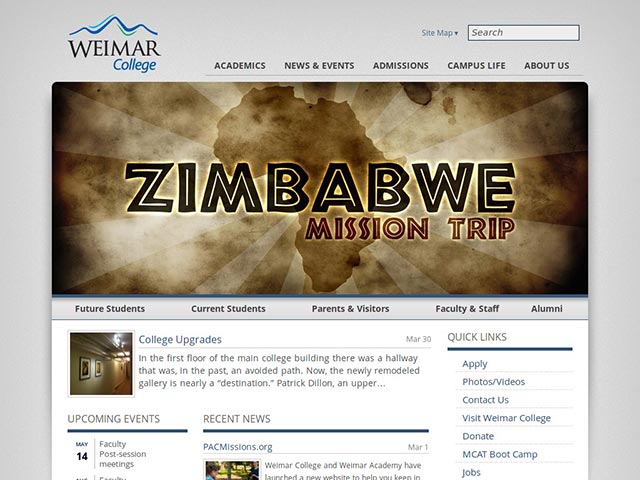 WEIMAR
College
Site Map ▾
Search
ACADEMICS NEWS & EVENTS ADMISSIONS CAMPUS LIFE ABOUT US
ZIMBABWE
MISSION TRIP
Future Students Current Students Parents & Visitors Faculty & Staff Alumni
College Upgrades Mar 30
In the first floor of the main college building there was a hallway
that was, in the past, an avoided path. Now, the newly remodeled
gallery is nearly a “destination.” Patrick Dillon, an upper…
QUICK LINKS
Apply
Photos/Videos
Contact Us
Visit Weimar College
Donate
MCAT Boot Camp
Jobs
UPCOMING EVENTS
MAY
14
Faculty
Post-session
meetings
RECENT NEWS
PACMissions.org Mar 1
Weimar College and Weimar Academy have
launched a new website to help you keep in